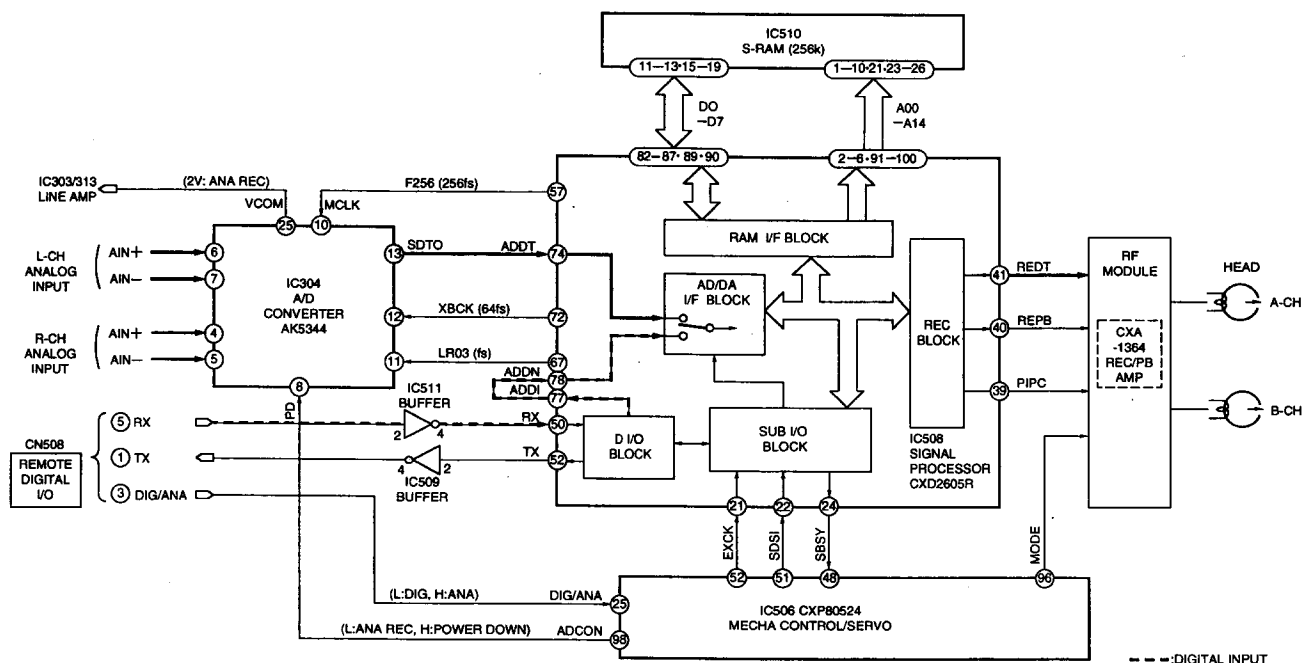 IC510
S-RAM (256k)
11—13·15—19
1—10·21·23—26
DO
—D7
A00
—A14
82—87·89·90
2—6·91—100
IC303/313
LINE AMP
(2V: ANA REC)
F256 (256fs)
57
VCOM
MCLK
25
10
RAM I/F BLOCK
L-CH
ANALOG
INPUT
AIN+
6
AIN−
7
13
SDTO
ADDT
74
IC304
A/D
CONVERTER
AK5344
AD/DA
I/F BLOCK
REC
BLOCK
41
REDT
RF
MODULE
HEAD
A-CH
R-CH
ANALOG
INPUT
AIN+
4
AIN−
5
12
XBCK (64fs)
72
11
LR03 (fs)
67
40
REPB
CXA
-1364
REC/PB
AMP
8
ADDN
78
ADDI
77
39
PIPC
B-CH
PD
IC511
BUFFER
CN508
REMOTE
DIGITAL
I/O
5 RX
2
4
RX
50
D I/O
BLOCK
SUB I/O
BLOCK
IC508
SIGNAL
PROCESSOR
CXD2605R
1 TX
4
2
TX
52
IC509
BUFFER
3 DIG/ANA
21
22
24
EXCK
SDSI
SBSY
MODE
52
51
48
96
(L:DIG, H:ANA)
DIG/ANA
25
IC506 CXP80524
MECHA CONTROL/SERVO
(L:ANA REC, H:POWER DOWN)
ADCON
98
:DIGITAL INPUT